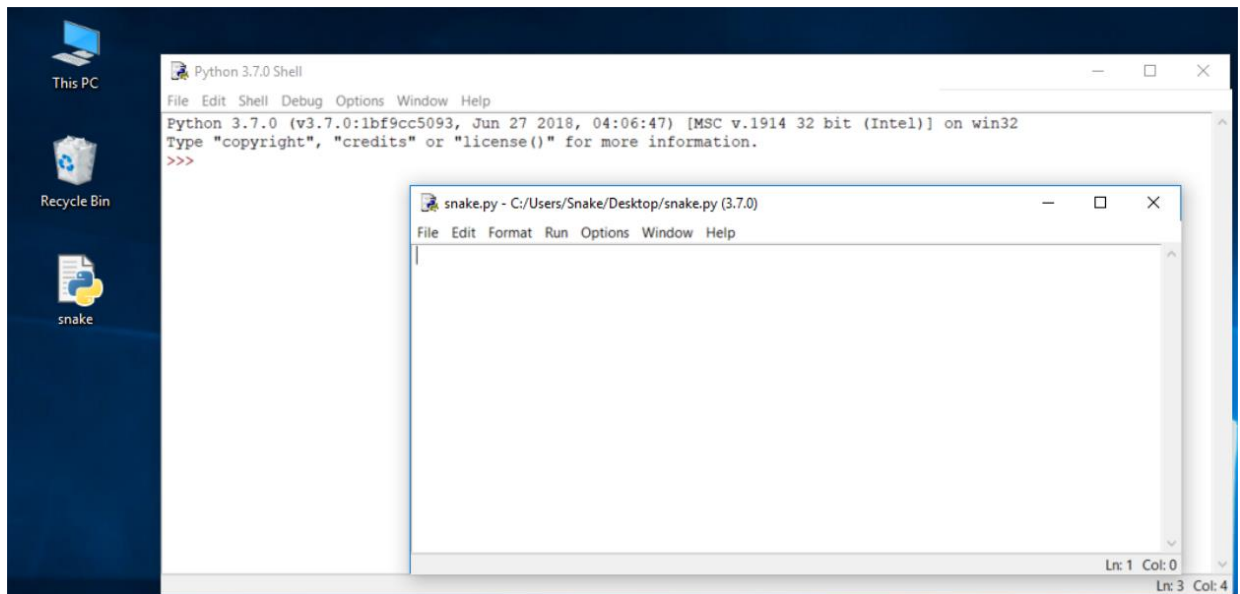 This PC
Recycle Bin
snake
Python 3.7.0 Shell
File Edit Shell Debug Options Window Help
Python 3.7.0 (v3.7.0:1bf9cc5093, Jun 27 2018, 04:06:47) [MSC v.1914 32 bit (Intel)] on win32
Type "copyright", "credits" or "license()" for more information.
>>>
snake.py - C:/Users/Snake/Desktop/snake.py (3.7.0)
File Edit Format Run Options Window Help
Ln: 1 Col: 0
Ln: 3 Col: 4